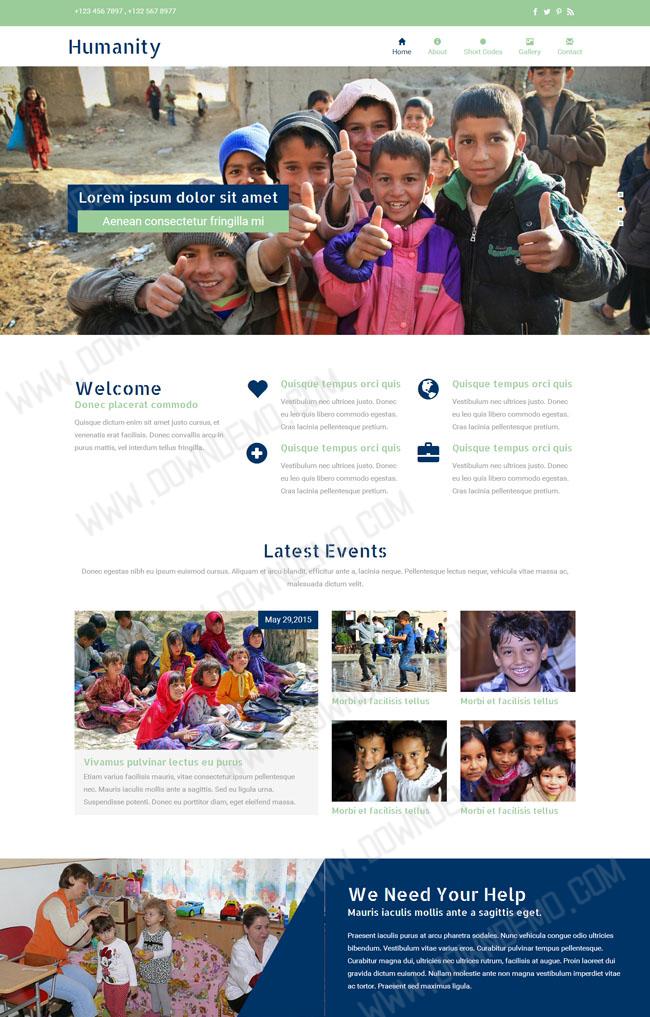 +123 456 7897 , +132 567 8977
Humanity
Home About Short Codes Gallery Contact
Lorem ipsum dolor sit amet
Aenean consectetur fringilla mi
Welcome
Donec placerat commodo
Quisque dictum enim sit amet justo cursus, et
venenatis erat facilisis. Donec convallis arcu in
purus mattis, vel interdum tellus fringilla.
Quisque tempus orci quis
Vestibulum nec ultrices justo. Donec
eu leo quis libero commodo egestas.
Cras lacinia pellentesque pretium.
Quisque tempus orci quis
Vestibulum nec ultrices justo. Donec
eu leo quis libero commodo egestas.
Cras lacinia pellentesque pretium.
Quisque tempus orci quis
Vestibulum nec ultrices justo. Donec
eu leo quis libero commodo egestas.
Cras lacinia pellentesque pretium.
Quisque tempus orci quis
Vestibulum nec ultrices justo. Donec
eu leo quis libero commodo egestas.
Cras lacinia pellentesque pretium.
Latest Events
Donec egestas nibh eu ipsum euismod cursus. Aliquam et arcu blandit, efficitur ante a, lacinia neque. Pellentesque lectus neque, vehicula vitae massa ac,
malesuada dictum velit.
May 29,2015
Vivamus pulvinar lectus eu purus
Etiam varius facilisis mauris, vitae consectetur.ipsum pellentesque
nec. Mauris iaculis mollis ante a sagittis. Sed eu ligula urna.
Suspendisse potenti. Donec eu porttitor diam, eget eleifend massa.
Morbi et facilisis tellus
Morbi et facilisis tellus
Morbi et facilisis tellus
Morbi et facilisis tellus
We Need Your Help
Mauris iaculis mollis ante a sagittis eget.
Praesent iaculis purus at arcu pharetra sodales. Nunc vehicula congue odio ultricies
bibendum. Vestibulum vitae varius eros. Curabitur pulvinar tempus pellentesque.
Curabitur magna dui, ultricies nec ultrices rutrum, facilisis at augue. Proin laoreet dui
gravida dictum euismod. Nullam molestie ante non magna vestibulum imperdiet vitae
ac tortor. Praesent sed maximus ligula.
WWW.DOWNDEMO.COM